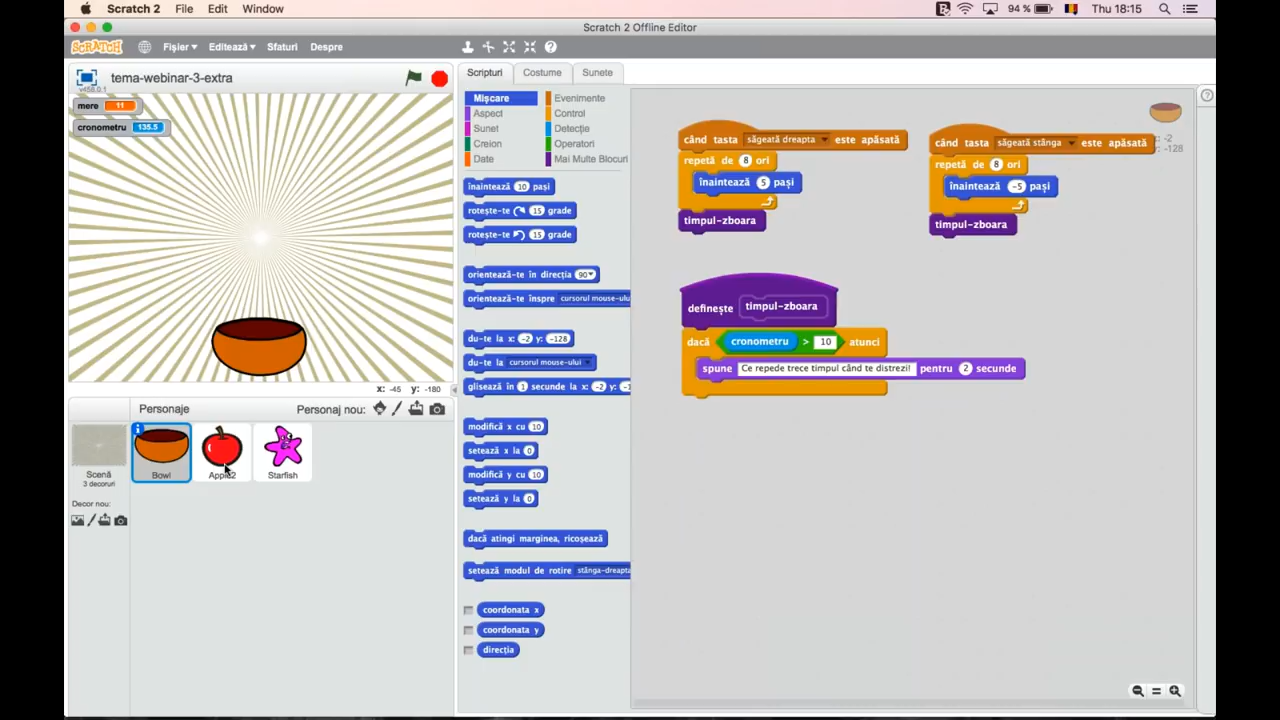 Scratch 2 File Edit Window 94 % Thu 18:15
Scratch 2 Offline Editor
SCRATCH Fișier Editează Sfaturi Despre
tema-webinar-3-extra
v458.0.1
mere 11
cronometru 135.5
x: -45 y: -180
Personaje Personaj nou:
Scenă
3 decoruri
Decor nou:
Bowl
Apple2
Starfish
Scripturi Costume Sunete
Mișcare Evenimente
Aspect Control
Sunet Detecție
Creion Operatori
Date Mai Multe Blocuri
înaintează 10 pași
rotește-te 15 grade
rotește-te 15 grade
orientează-te în direcția 90
orientează-te înspre cursorul mouse-ulu
du-te la x: -2 y: -128
du-te la cursorul mouse-ului
glisează în 1 secunde la x: -2 y: -1
modifică x cu 10
setează x la 0
modifică y cu 10
setează y la 0
dacă atingi marginea, ricoșează
setează modul de rotire stânga-dreapta
coordonata x
coordonata y
direcția
când tasta săgeată dreapta este apăsată
repetă de 8 ori
înaintează 5 pași
timpul-zboara
când tasta săgeată stânga este apăsată
repetă de 8 ori
înaintează -5 pași
timpul-zboara
x: -2
y: -128
definește timpul-zboara
dacă cronometru > 10 atunci
spune Ce repede trece timpul când te distrezi! pentru 2 secunde